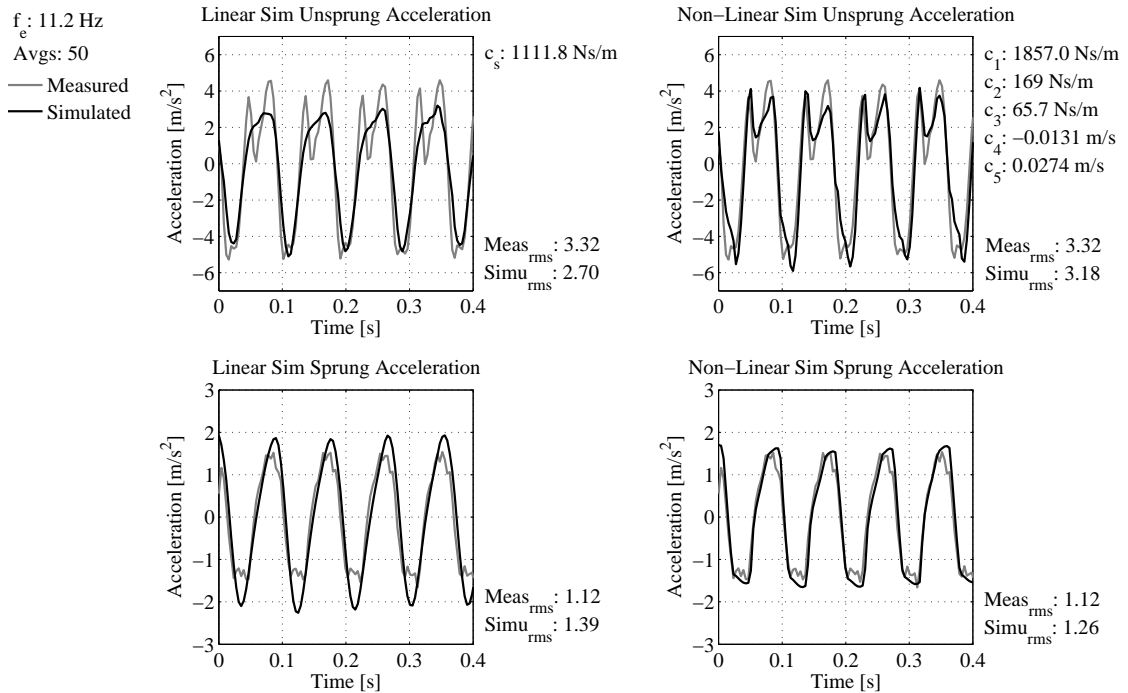 f_e: 11.2 Hz
Avgs: 50
Measured
Simulated
Linear Sim Unsprung Acceleration
6
4
2
0
−2
−4
−6
Acceleration [m/s²]
0 0.1 0.2 0.3 0.4
Time [s]
c_s: 1111.8 Ns/m
Meas_rms: 3.32
Simu_rms: 2.70
Non−Linear Sim Unsprung Acceleration
6
4
2
0
−2
−4
−6
Acceleration [m/s²]
0 0.1 0.2 0.3 0.4
Time [s]
c_1: 1857.0 Ns/m
c_2: 169 Ns/m
c_3: 65.7 Ns/m
c_4: −0.0131 m/s
c_5: 0.0274 m/s
Meas_rms: 3.32
Simu_rms: 3.18
Linear Sim Sprung Acceleration
3
2
1
0
−1
−2
−3
Acceleration [m/s²]
0 0.1 0.2 0.3 0.4
Time [s]
Meas_rms: 1.12
Simu_rms: 1.39
Non−Linear Sim Sprung Acceleration
3
2
1
0
−1
−2
−3
Acceleration [m/s²]
0 0.1 0.2 0.3 0.4
Time [s]
Meas_rms: 1.12
Simu_rms: 1.26